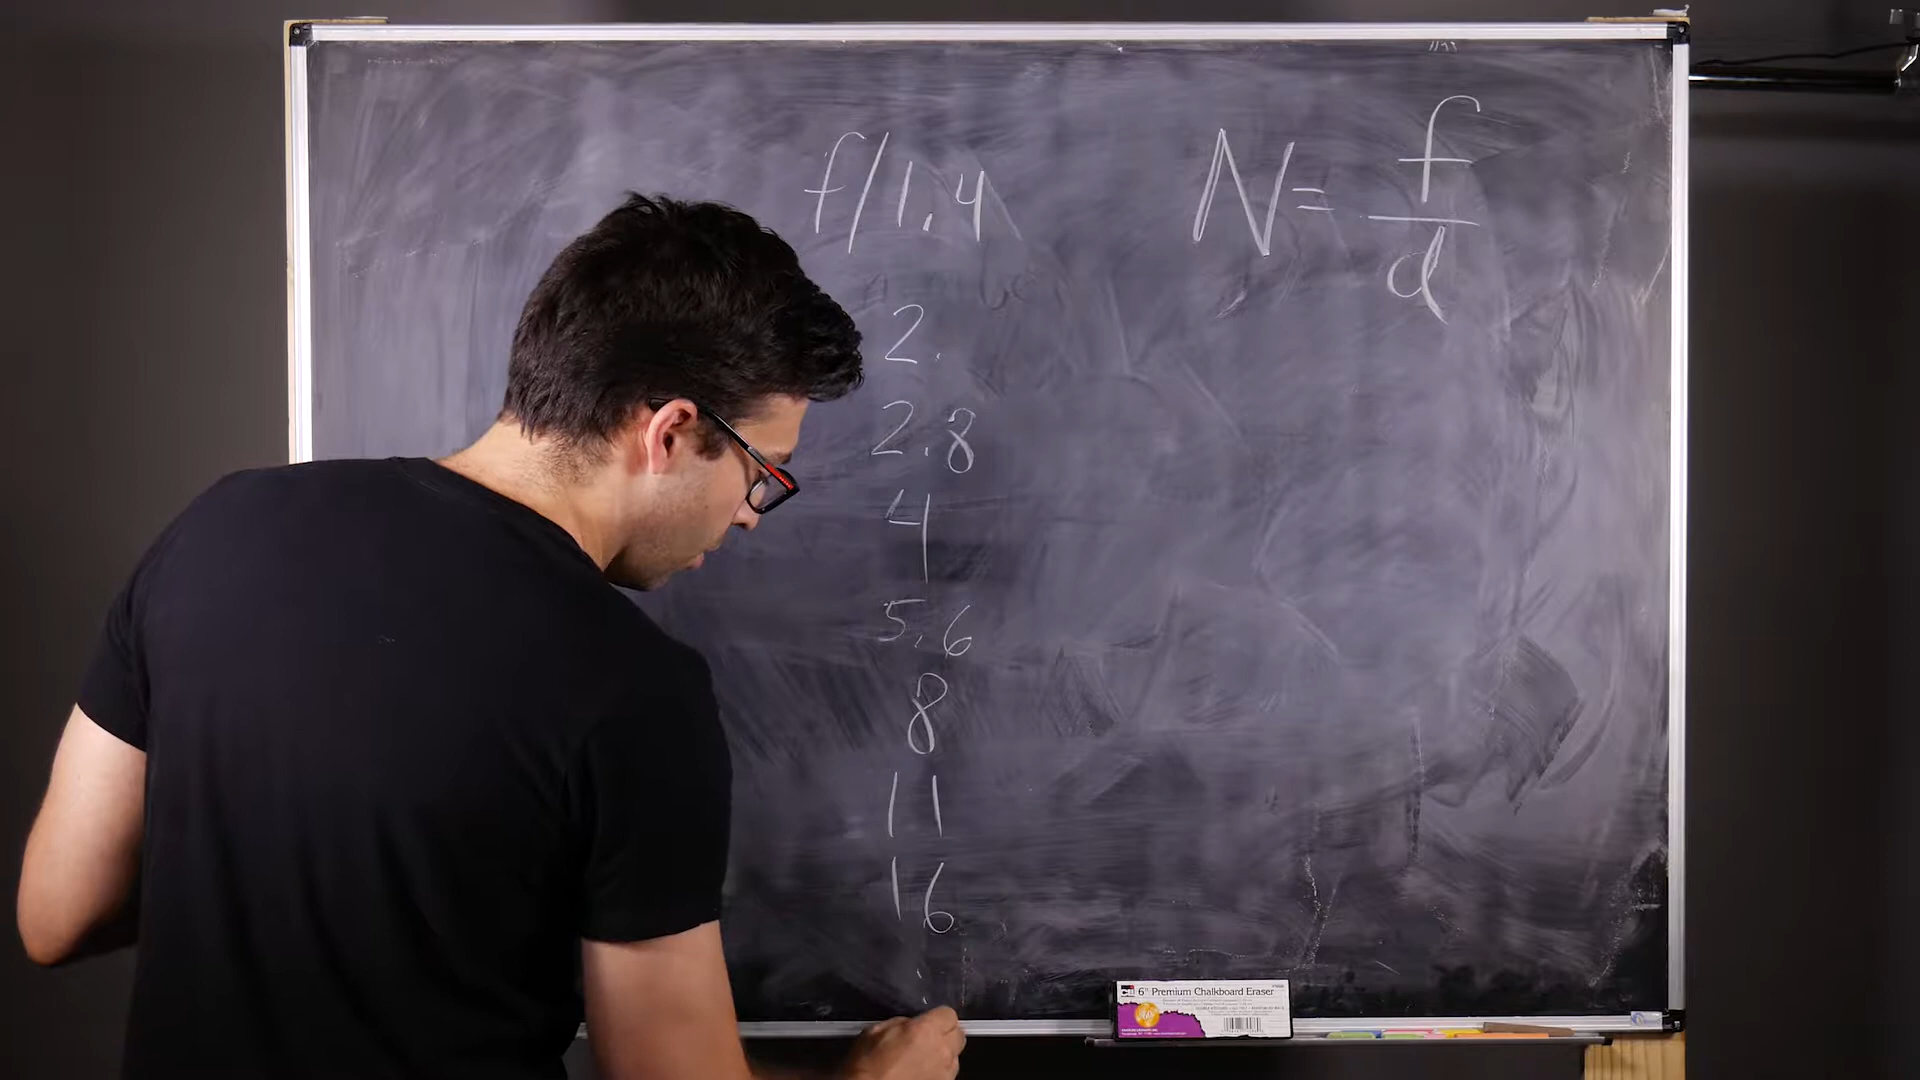 f/1.4
2.
2.8
4
5.6
8
11
16
N = f/d
6" Premium Chalkboard Eraser